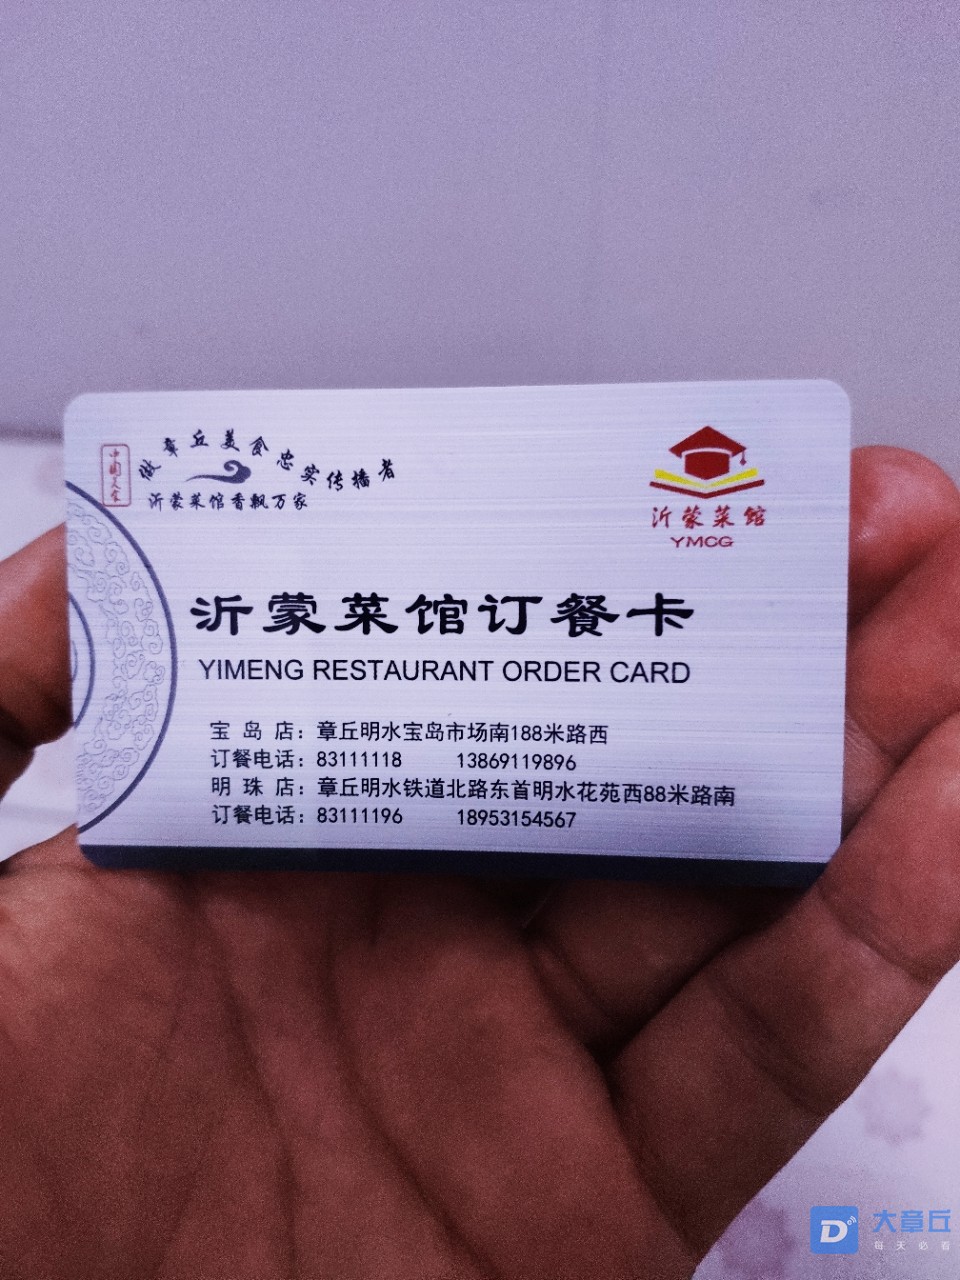 做章丘美食忠实传播者
中国美食
沂蒙菜馆香飘万家
沂蒙菜馆
YMCG
沂蒙菜馆订餐卡
YIMENG RESTAURANT ORDER CARD
宝岛店：章丘明水宝岛市场南188米路西
订餐电话：83111118 13869119896
明珠店：章丘明水铁道北路东首明水花苑西88米路南
订餐电话：83111196 18953154567
D 大章丘
每天必看